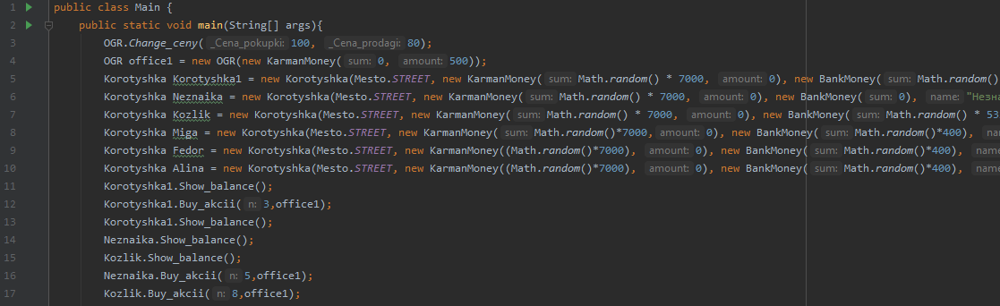 1 public class Main {
2 public static void main(String[] args){
3 OGR.Change_ceny( _Cena_pokupki: 100, _Cena_prodagi: 80);
4 OGR office1 = new OGR(new KarmanMoney( sum: 0, amount: 500));
5 Korotyshka Korotyshka1 = new Korotyshka(Mesto.STREET, new KarmanMoney( sum: Math.random() * 7000, amount: 0), new BankMoney( sum: Math.random()
6 Korotyshka Neznaika = new Korotyshka(Mesto.STREET, new KarmanMoney( sum: Math.random() * 7000, amount: 0), new BankMoney( sum: 0), name: "Незна
7 Korotyshka Kozlik = new Korotyshka(Mesto.STREET, new KarmanMoney( sum: Math.random() * 7000, amount: 0), new BankMoney( sum: Math.random() * 53
8 Korotyshka Miga = new Korotyshka(Mesto.STREET, new KarmanMoney( sum: Math.random()*7000, amount: 0), new BankMoney( sum: Math.random()*400),
9 Korotyshka Fedor = new Korotyshka(Mesto.STREET, new KarmanMoney((Math.random()*7000), amount: 0), new BankMoney( sum: Math.random()*400),
10 Korotyshka Alina = new Korotyshka(Mesto.STREET, new KarmanMoney((Math.random()*7000), amount: 0), new BankMoney( sum: Math.random()*400),
11 Korotyshka1.Show_balance();
12 Korotyshka1.Buy_akcii( n: 3,office1);
13 Korotyshka1.Show_balance();
14 Neznaika.Show_balance();
15 Kozlik.Show_balance();
16 Neznaika.Buy_akcii( n: 5,office1);
17 Kozlik.Buy_akcii( n: 8,office1);